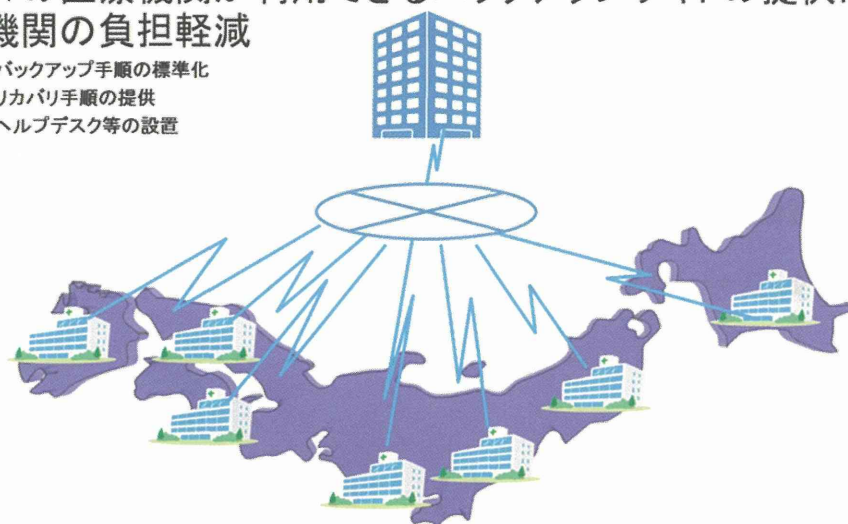 機関の負担軽減
バックアップ手順の標準化
リカバリ手順の提供
ヘルプデスク等の設置